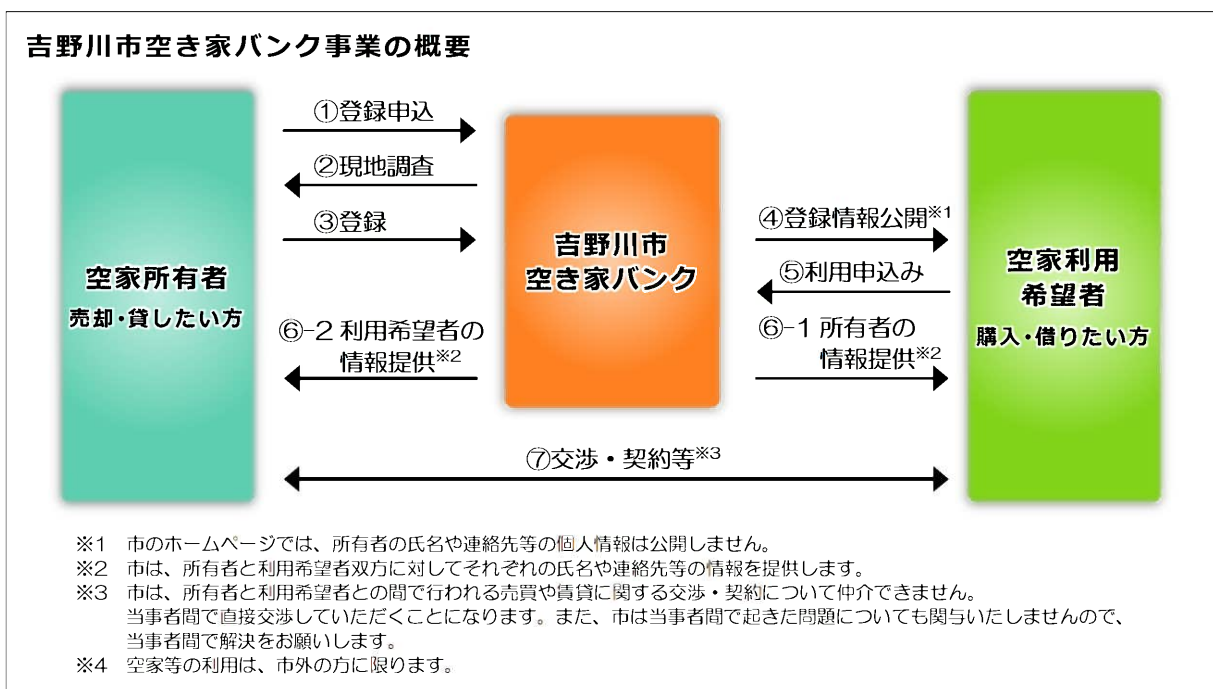 吉野川市空き家バンク事業の概要
空家所有者
売却・貸したい方
①登録申込
②現地調査
③登録
⑥-2 利用希望者の
情報提供※2
吉野川市
空き家バンク
④登録情報公開※1
⑤利用申込み
⑥-1 所有者の
情報提供※2
空家利用
希望者
購入・借りたい方
⑦交渉・契約等※3
※1 市のホームページでは、所有者の氏名や連絡先等の個人情報は公開しません。
※2 市は、所有者と利用希望者双方に対してそれぞれの氏名や連絡先等の情報を提供します。
※3 市は、所有者と利用希望者との間で行われる売買や賃貸に関する交渉・契約について仲介できません。
当事者間で直接交渉していただくことになります。また、市は当事者間で起きた問題についても関与いたしませんので、
当事者間で解決をお願いします。
※4 空家等の利用は、市外の方に限ります。